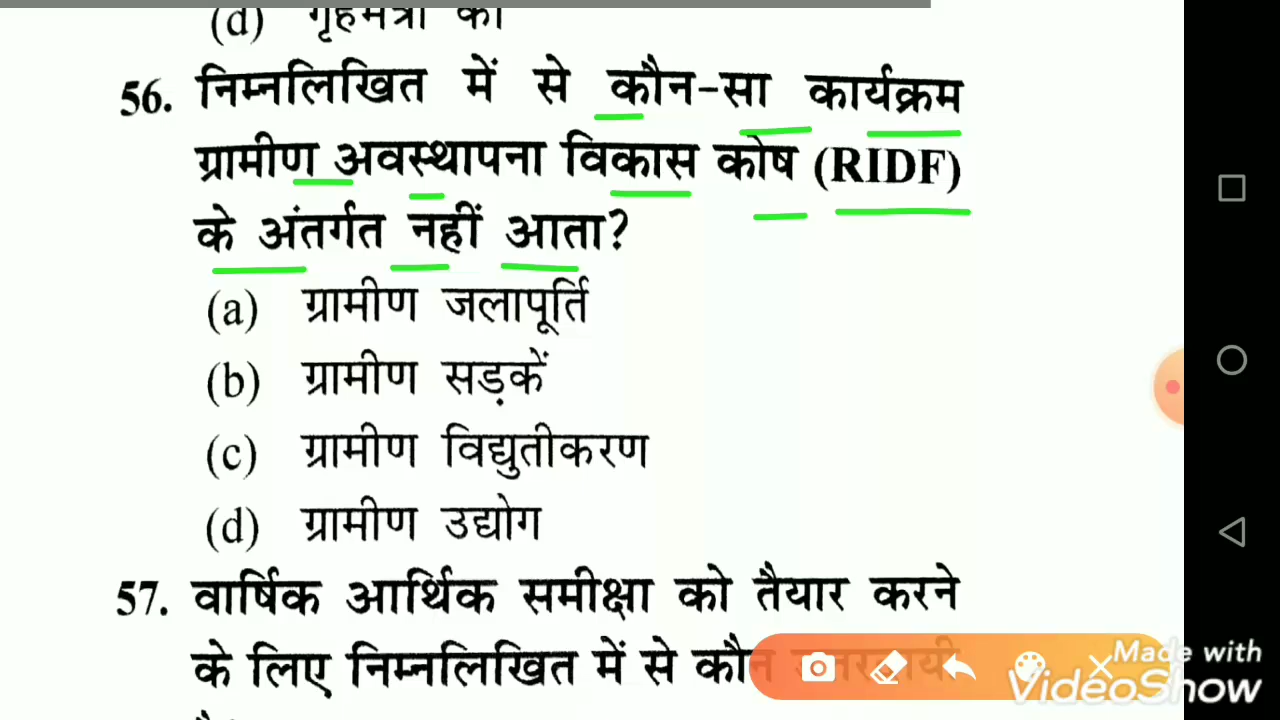 (d) गृहमंत्री को
56. निम्नलिखित में से कौन-सा कार्यक्रम
ग्रामीण अवस्थापना विकास कोष (RIDF)
के अंतर्गत नहीं आता?
(a) ग्रामीण जलापूर्ति
(b) ग्रामीण सड़कें
(c) ग्रामीण विद्युतीकरण
(d) ग्रामीण उद्योग
57. वार्षिक आर्थिक समीक्षा को तैयार करने
के लिए निम्नलिखित में से कौन
Made with
VideoShow